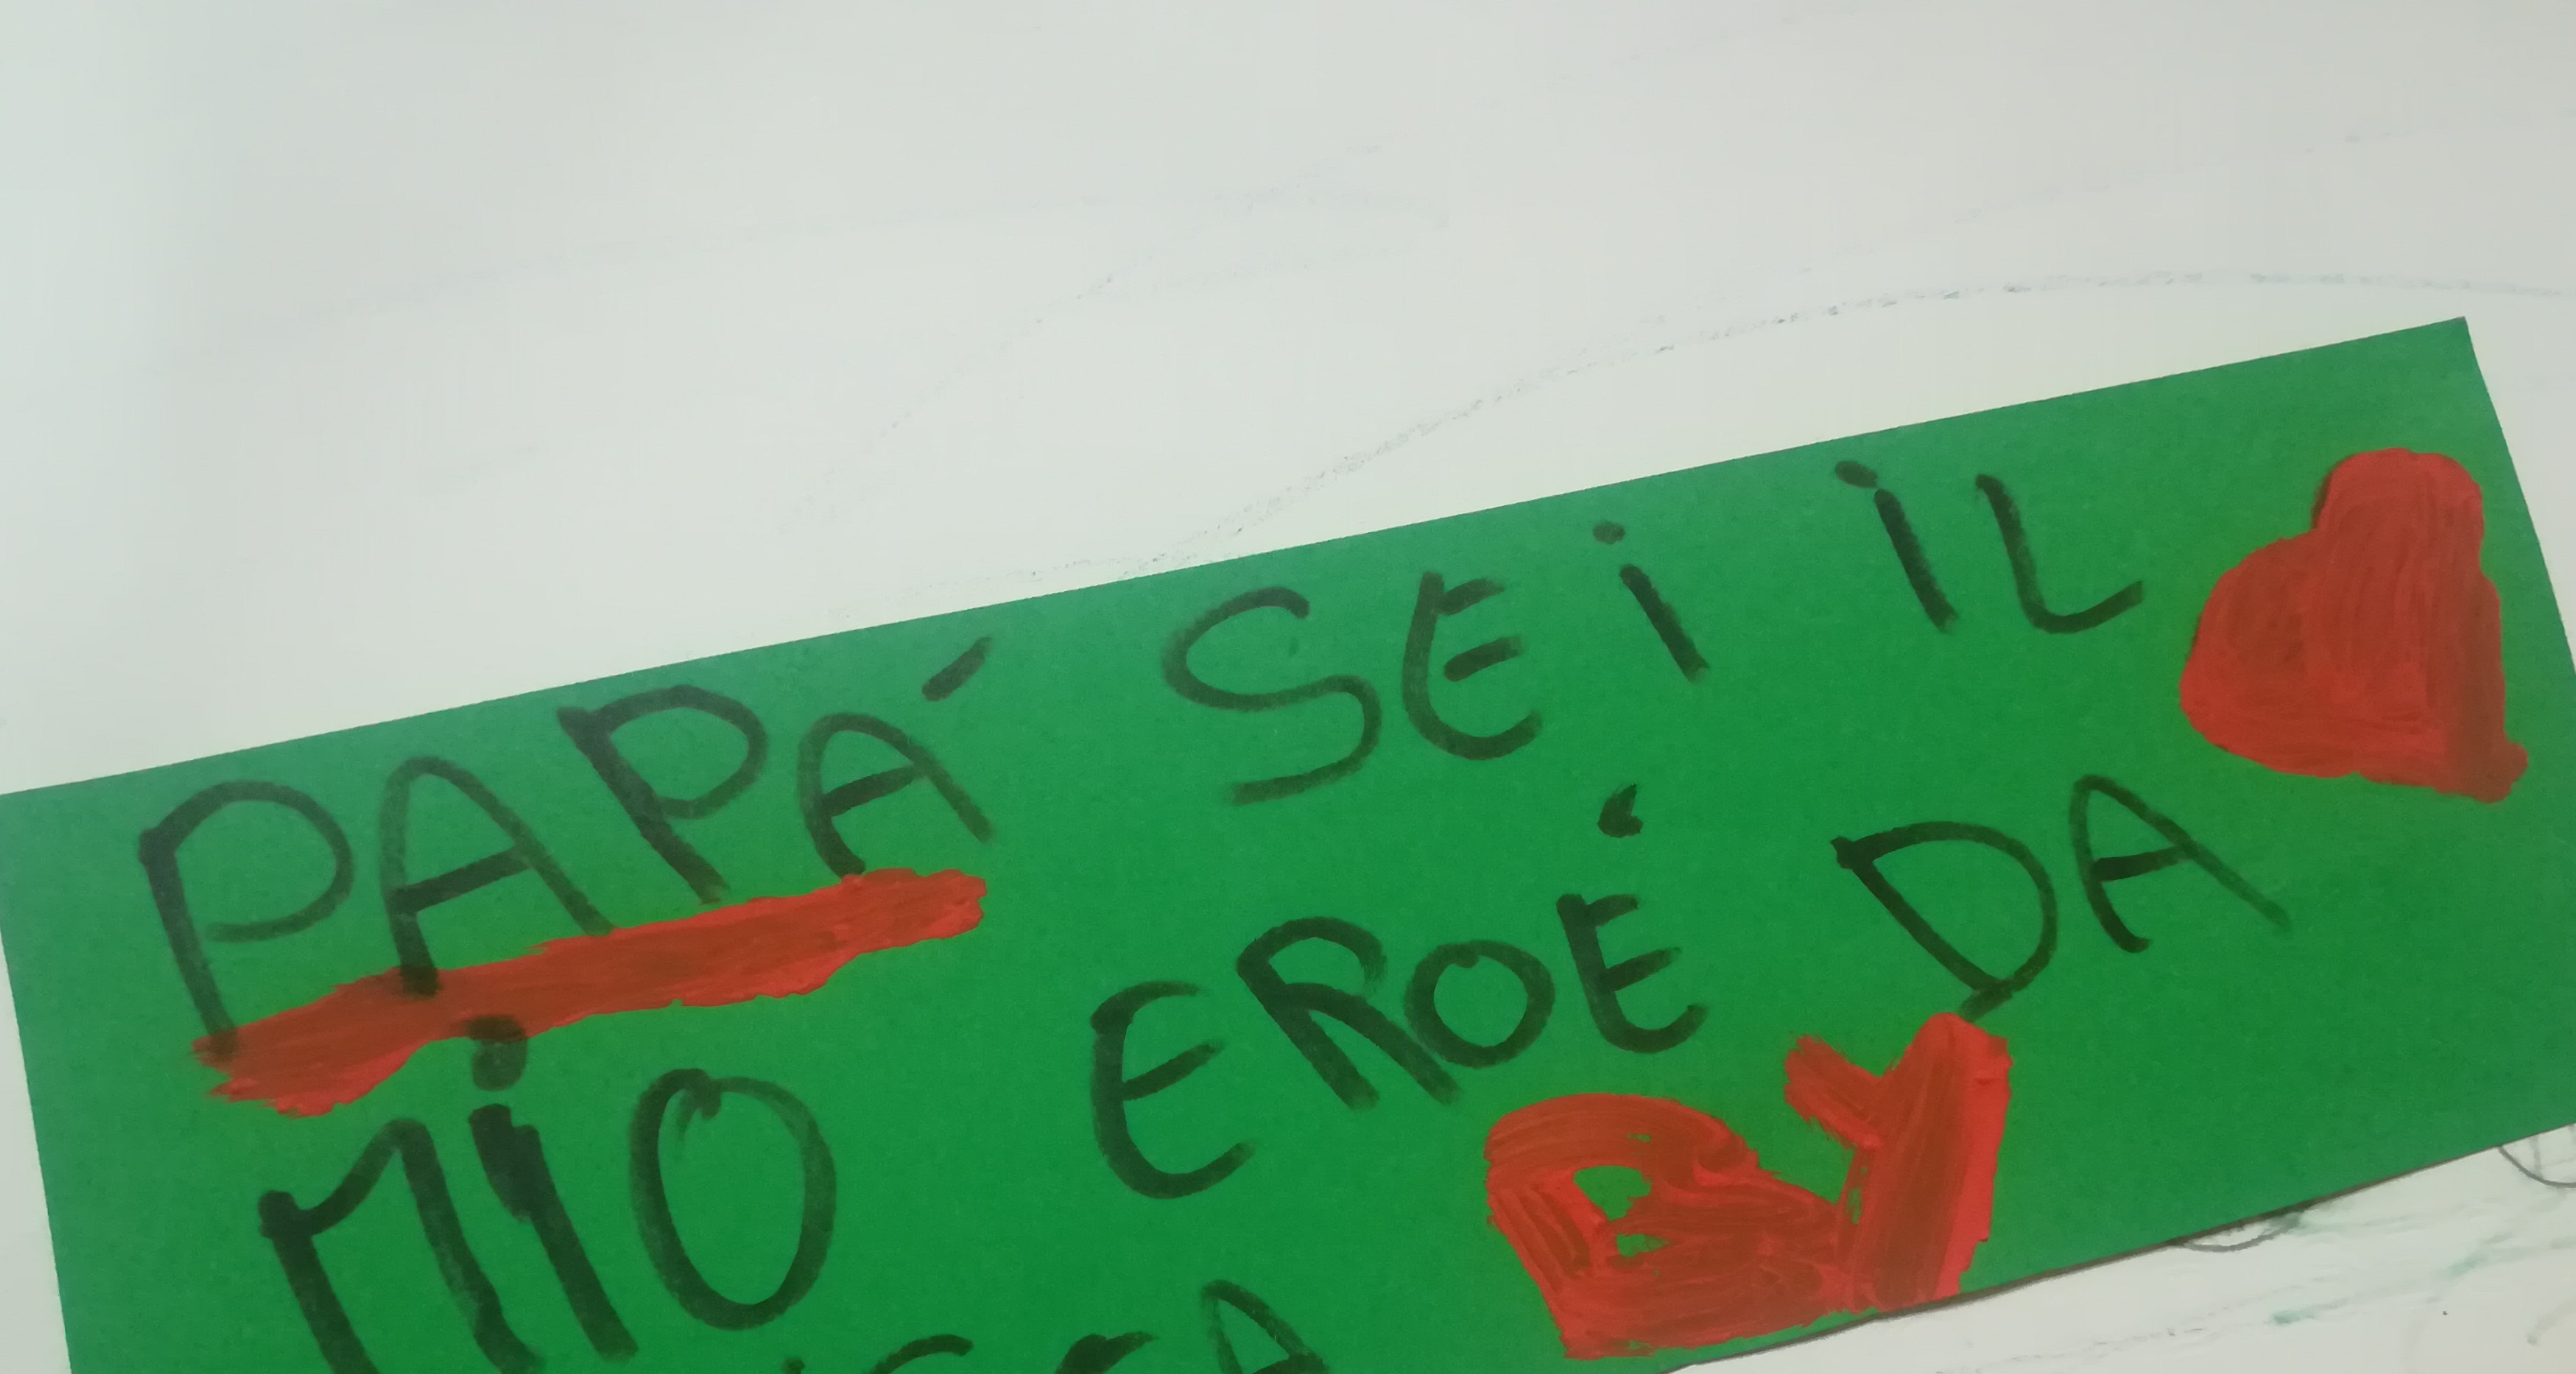 PAPÁ SEi iL
MiO EROÉ DA